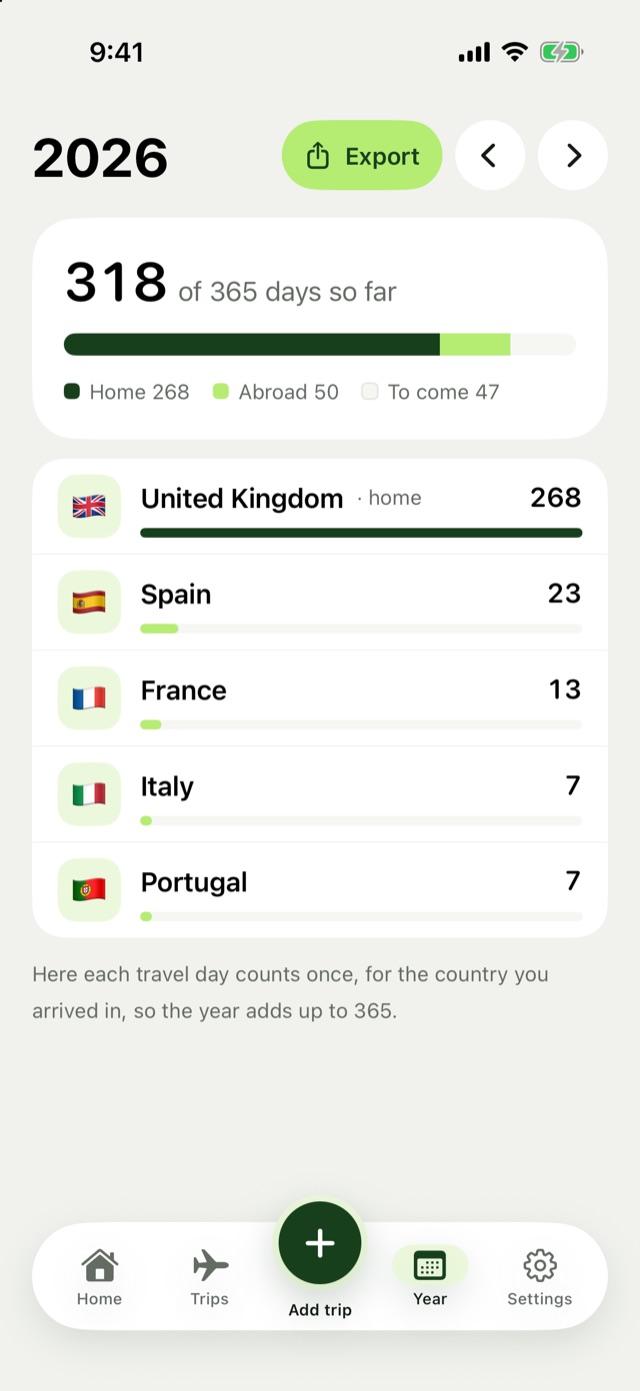 9:41
2026
Export
318 of 365 days so far
Home 268 Abroad 50 To come 47
United Kingdom · home 268
Spain 23
France 13
Italy 7
Portugal 7
Here each travel day counts once, for the country you
arrived in, so the year adds up to 365.
Home Trips Add trip Year Settings